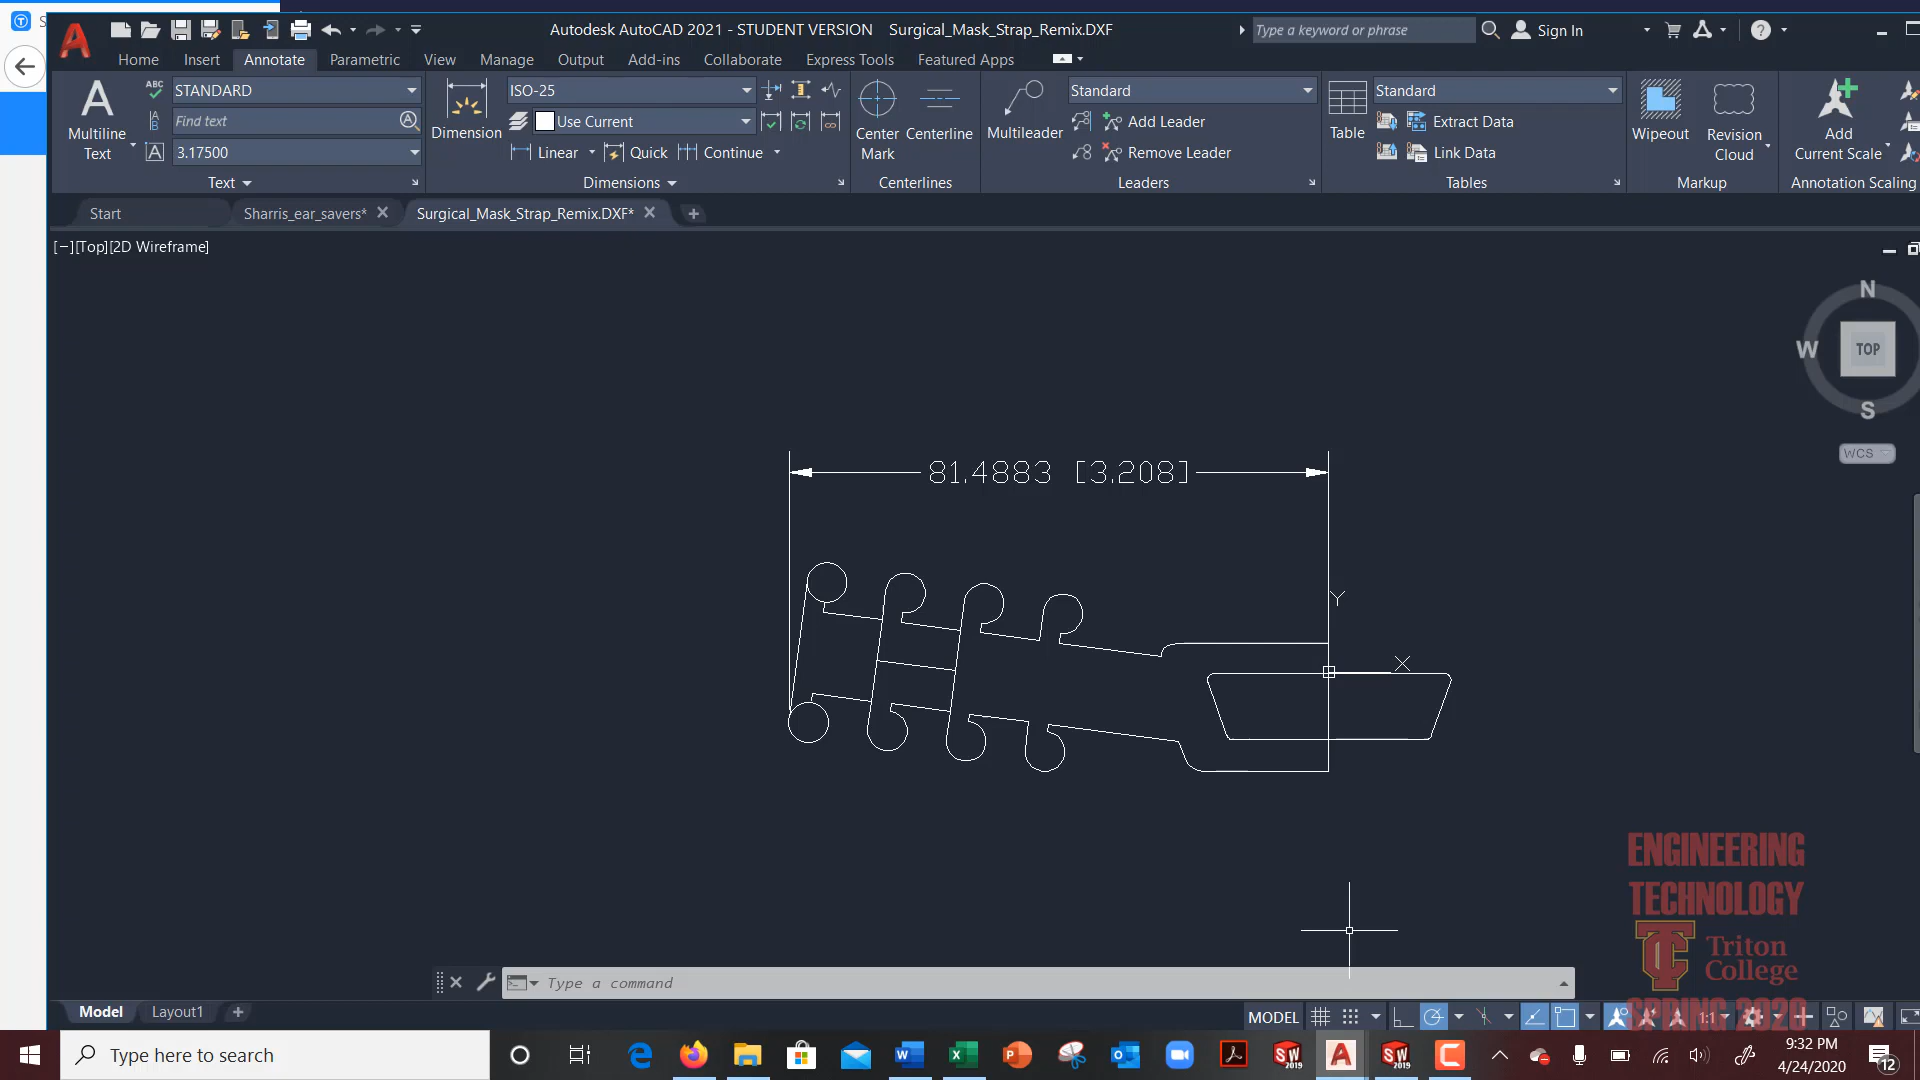 Autodesk AutoCAD 2021 - STUDENT VERSION Surgical_Mask_Strap_Remix.DXF
Type a keyword or phrase
Sign In
Home Insert Annotate Parametric View Manage Output Add-ins Collaborate Express Tools Featured Apps
Multiline
Text
STANDARD
Find text
3.17500
Text
Dimension
ISO-25
Use Current
Linear Quick Continue
Dimensions
Center
Mark
Centerline
Centerlines
Multileader
Standard
Add Leader
Remove Leader
Leaders
Table
Standard
Extract Data
Link Data
Tables
Wipeout
Revision
Cloud
Markup
Add
Current Scale
Annotation Scaling
Start Sharris_ear_savers* Surgical_Mask_Strap_Remix.DXF*
[−][Top][2D Wireframe]
N
W TOP
S
WCS
81.4883 [3.208]
Y
X
ENGINEERING
TECHNOLOGY
TC Triton
College
SPRING 2020
Type a command
Model Layout1
MODEL
1:1
Type here to search
9:32 PM
4/24/2020
12